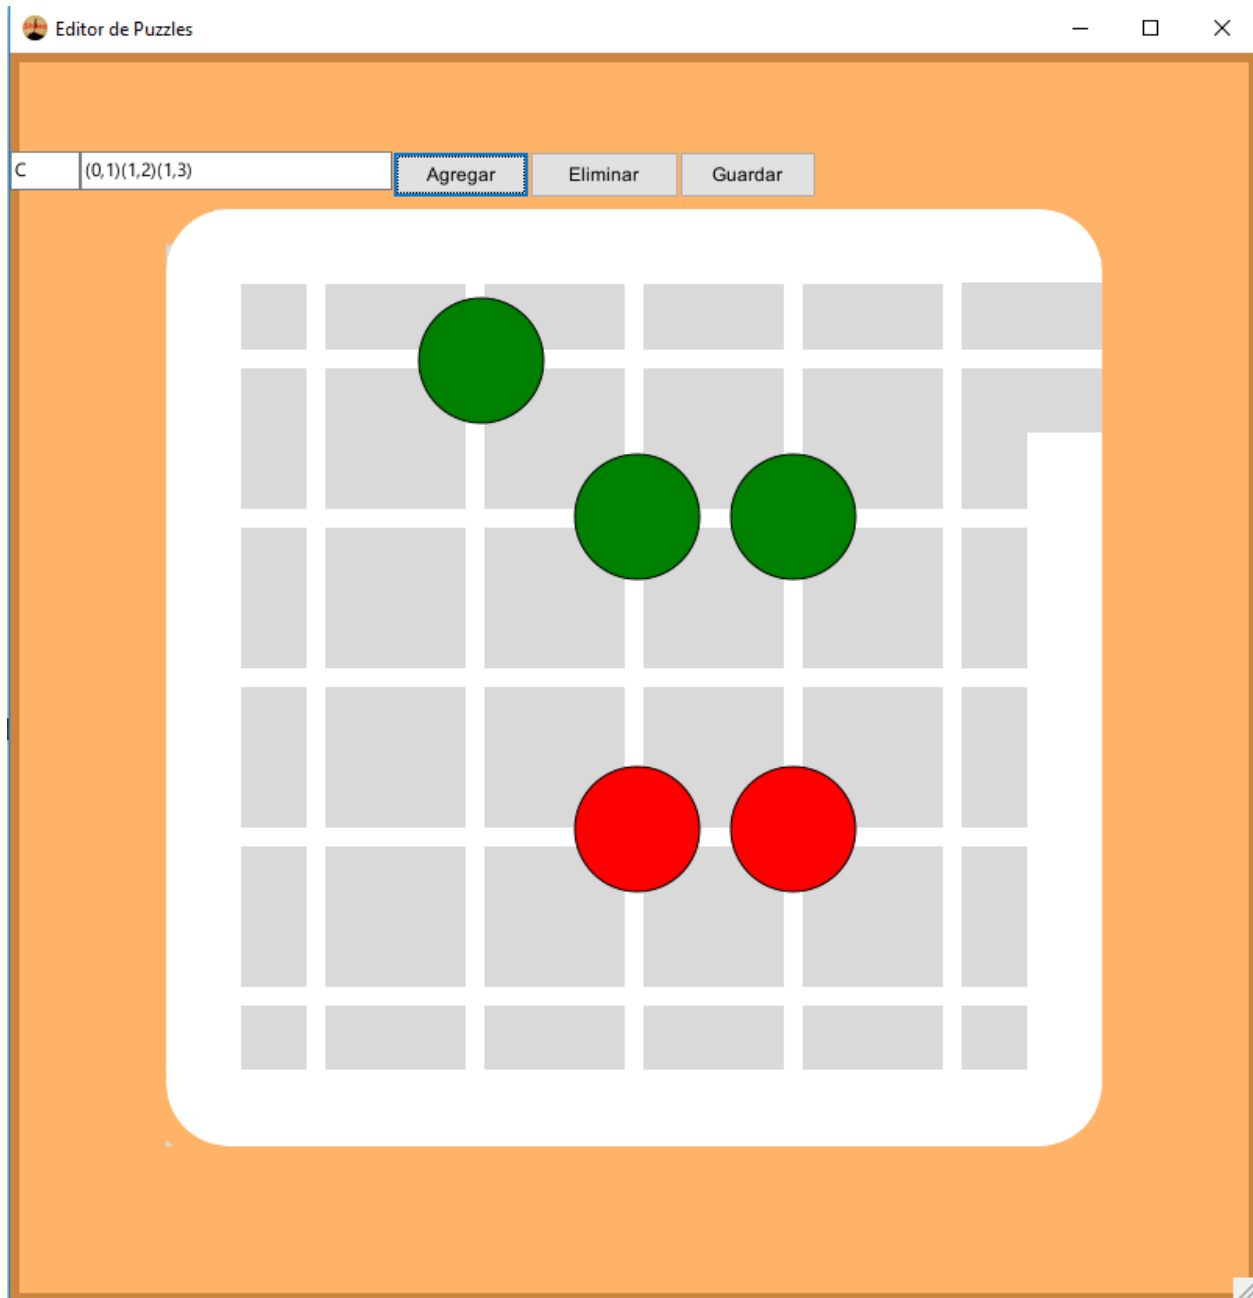 Editor de Puzzles
C (0,1)(1,2)(1,3) Agregar Eliminar Guardar